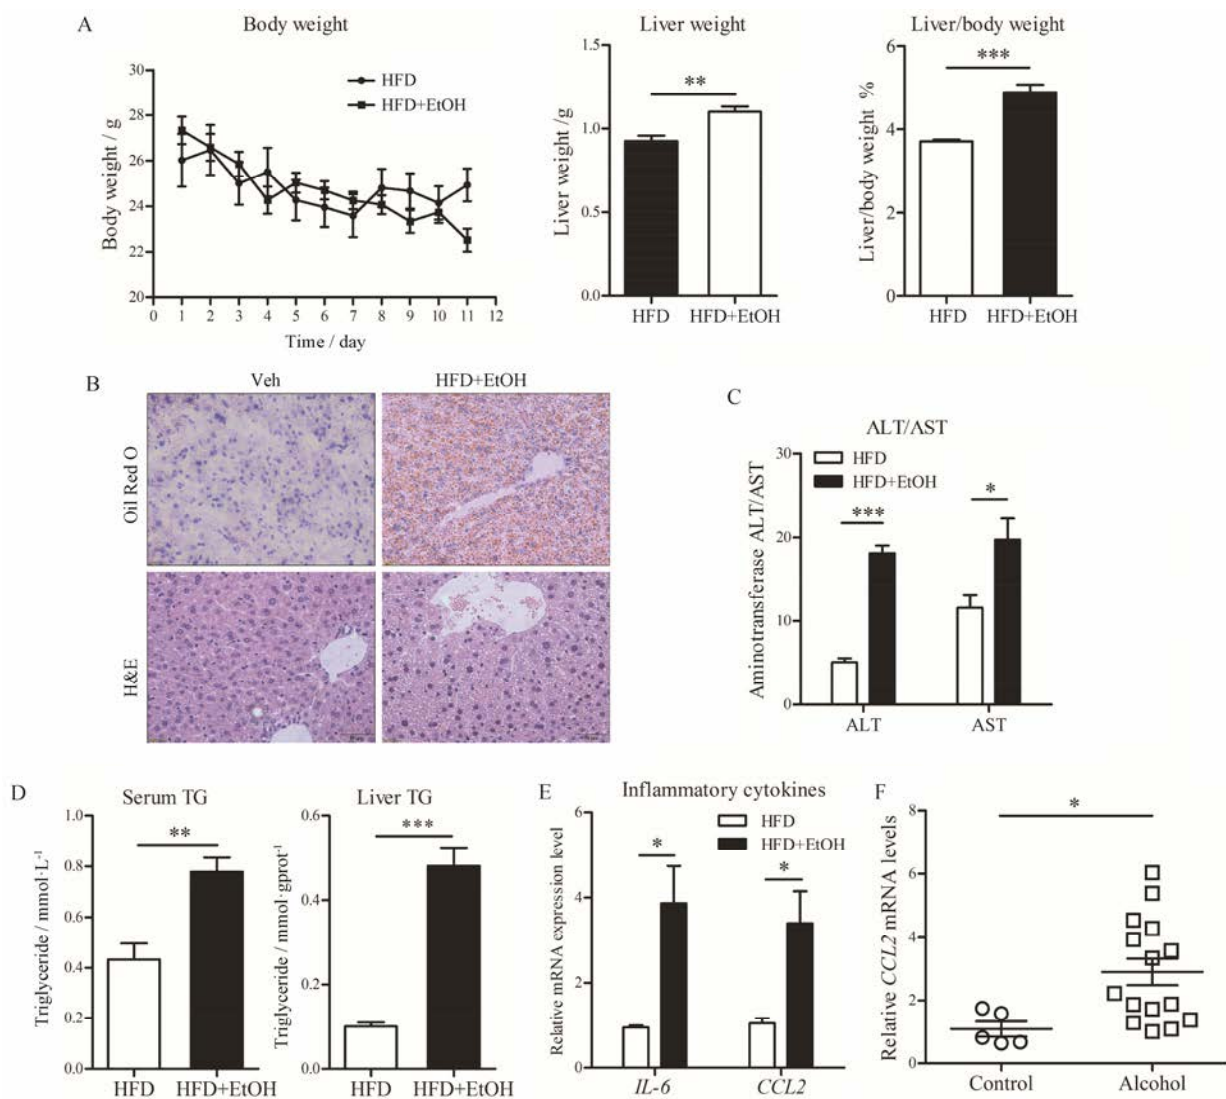 A
Body weight
30
28
26
24
22
20
0 1 2 3 4 5 6 7 8 9 10 11 12
Body weight / g
Time / day
HFD
HFD+EtOH
Liver weight
1.5
1.0
0.5
0.0
Liver weight /g
**
HFD HFD+EtOH
Liver/body weight
6
4
2
0
Liver/body weight %
***
HFD HFD+EtOH
B
Veh HFD+EtOH
Oil Red O
H&E
C
ALT/AST
HFD
HFD+EtOH
30
20
10
0
Aminotransferase ALT/AST
***
*
ALT AST
D
Serum TG
1.0
0.8
0.6
0.4
0.2
0.0
Triglyceride / mmol·L⁻¹
**
HFD HFD+EtOH
Liver TG
0.6
0.4
0.2
0.0
Triglyceride / mmol·gprot⁻¹
***
HFD HFD+EtOH
E
Inflammatory cytokines
HFD
HFD+EtOH
6
4
2
0
Relative mRNA expression level
*
*
IL-6 CCL2
F
8
6
4
2
0
Relative CCL2 mRNA levels
*
Control Alcohol